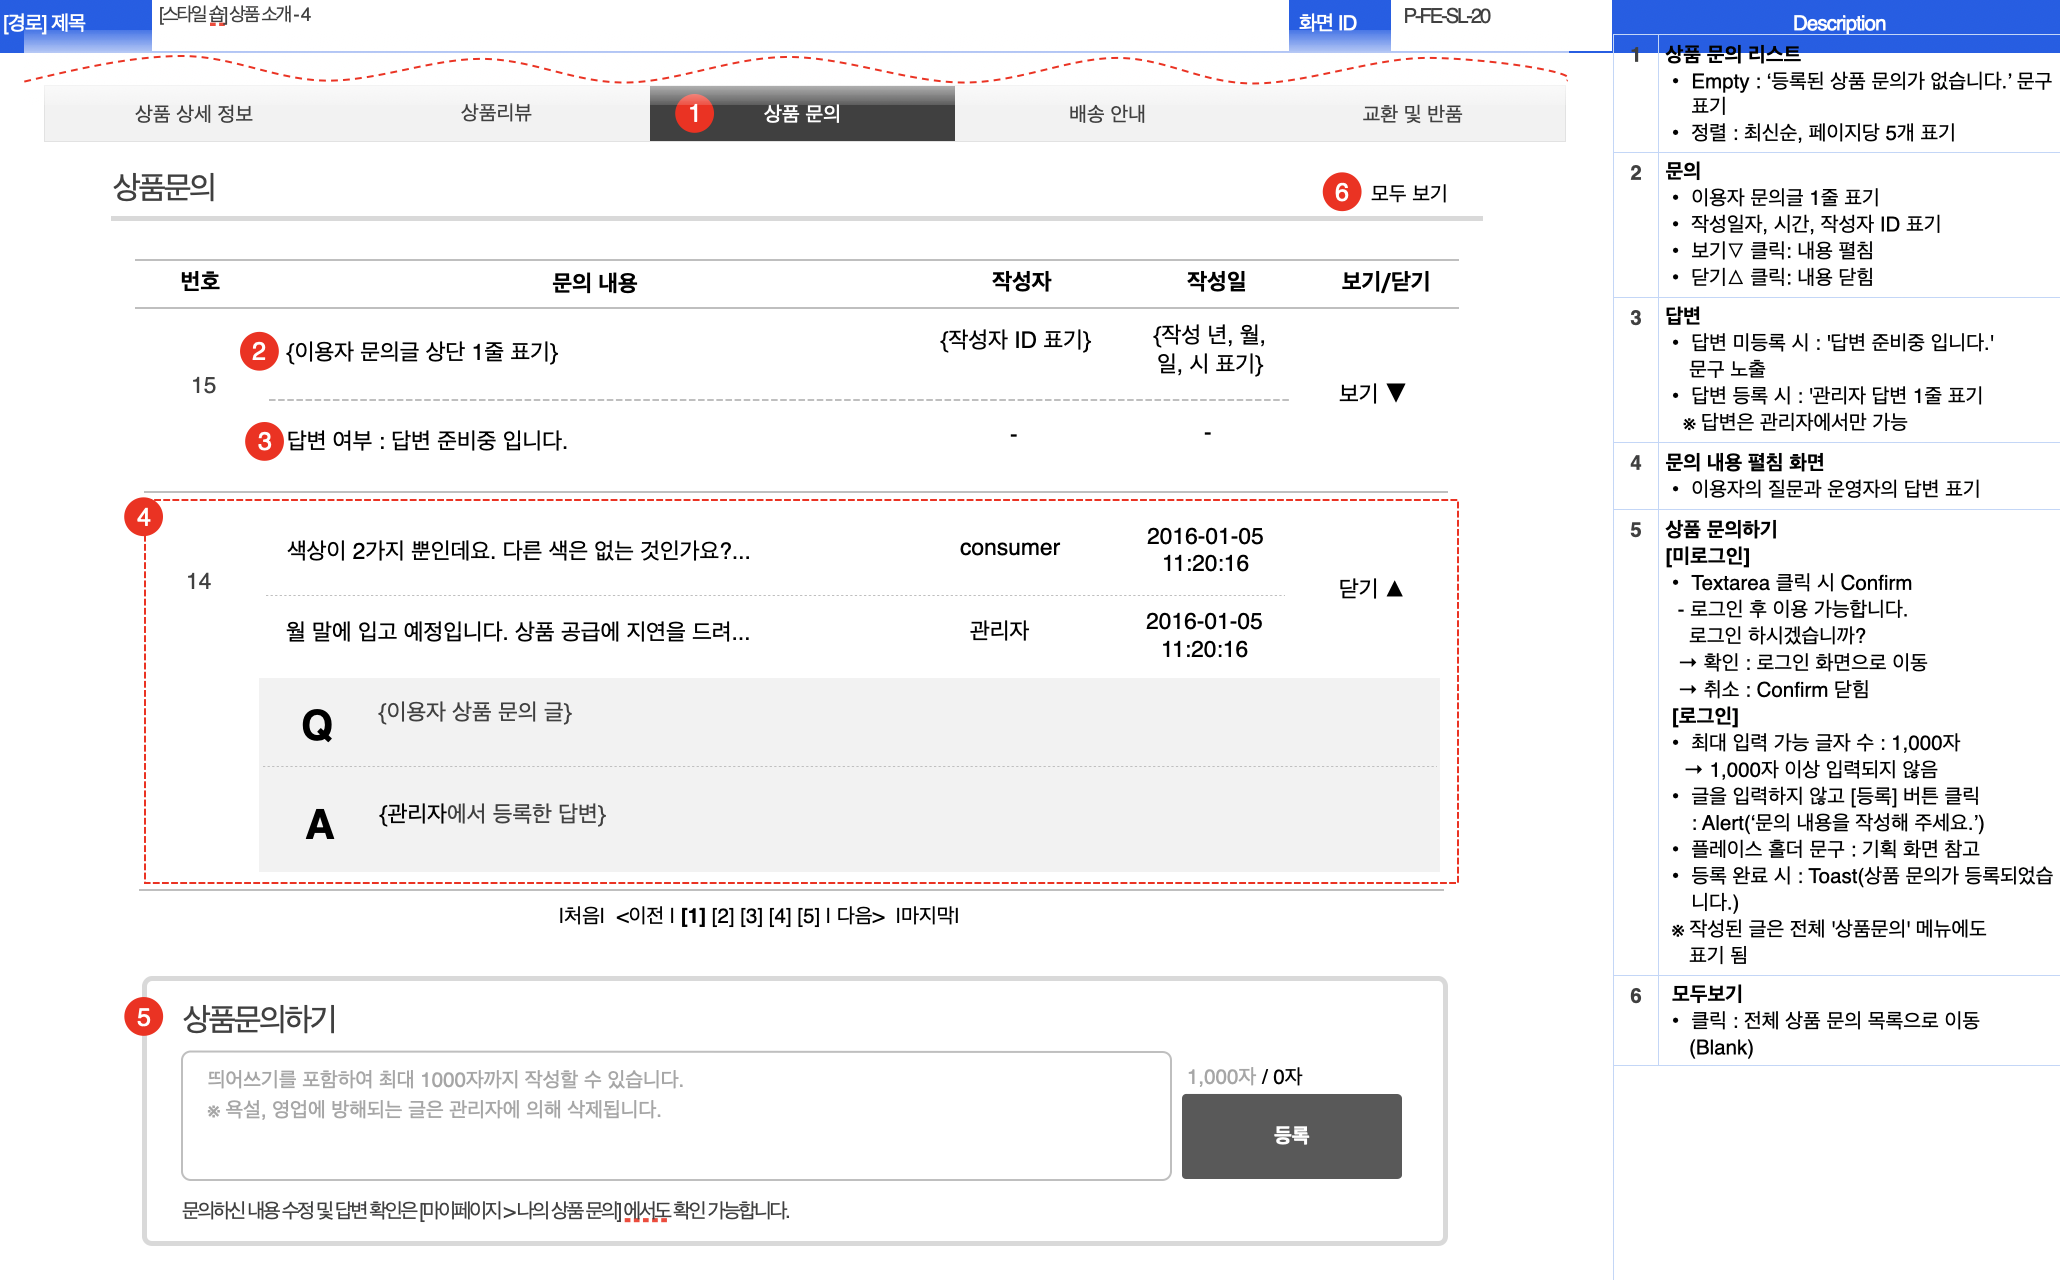 [경로] 제목
[스타일 숍] 상품 소개 - 4
화면 ID
P-FE-SL-20
Description
상품 상세 정보
상품리뷰
1
상품 문의
배송 안내
교환 및 반품
상품문의
6
모두 보기
번호
문의 내용
작성자
작성일
보기/닫기
15
2
{이용자 문의글 상단 1줄 표기}
{작성자 ID 표기}
{작성 년, 월,
일, 시 표기}
보기 ▼
3
답변 여부 : 답변 준비중 입니다.
-
-
4
14
색상이 2가지 뿐인데요. 다른 색은 없는 것인가요?...
consumer
2016-01-05
11:20:16
닫기 ▲
월 말에 입고 예정입니다. 상품 공급에 지연을 드려...
관리자
2016-01-05
11:20:16
Q
{이용자 상품 문의 글}
A
{관리자에서 등록한 답변}
I처음I <이전 I [1] [2] [3] [4] [5] I 다음> I마지막I
5
상품문의하기
띄어쓰기를 포함하여 최대 1000자까지 작성할 수 있습니다.
※ 욕설, 영업에 방해되는 글은 관리자에 의해 삭제됩니다.
1,000자 / 0자
등록
문의하신 내용 수정 및 답변 확인은 [마이페이지 > 나의 상품 문의] 에서도 확인 가능합니다.
1
상품 문의 리스트
• Empty : ‘등록된 상품 문의가 없습니다.’ 문구
표기
• 정렬 : 최신순, 페이지당 5개 표기
2
문의
• 이용자 문의글 1줄 표기
• 작성일자, 시간, 작성자 ID 표기
• 보기▽ 클릭: 내용 펼침
• 닫기△ 클릭: 내용 닫힘
3
답변
• 답변 미등록 시 : '답변 준비중 입니다.'
문구 노출
• 답변 등록 시 : '관리자 답변 1줄 표기
※ 답변은 관리자에서만 가능
4
문의 내용 펼침 화면
• 이용자의 질문과 운영자의 답변 표기
5
상품 문의하기
[미로그인]
• Textarea 클릭 시 Confirm
- 로그인 후 이용 가능합니다.
로그인 하시겠습니까?
→ 확인 : 로그인 화면으로 이동
→ 취소 : Confirm 닫힘
[로그인]
• 최대 입력 가능 글자 수 : 1,000자
→ 1,000자 이상 입력되지 않음
• 글을 입력하지 않고 [등록] 버튼 클릭
: Alert(‘문의 내용을 작성해 주세요.’)
• 플레이스 홀더 문구 : 기획 화면 참고
• 등록 완료 시 : Toast(상품 문의가 등록되었습
니다.)
※ 작성된 글은 전체 '상품문의' 메뉴에도
표기 됨
6
모두보기
• 클릭 : 전체 상품 문의 목록으로 이동
(Blank)